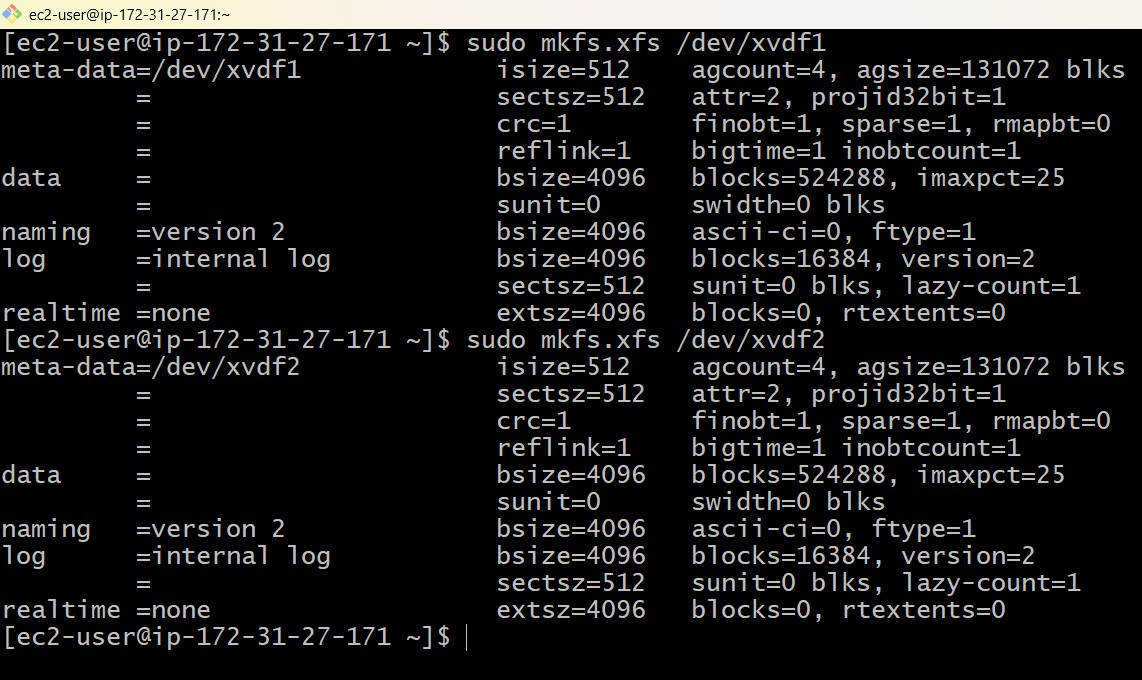 ec2-user@ip-172-31-27-171:~
[ec2-user@ip-172-31-27-171 ~]$ sudo mkfs.xfs /dev/xvdf1
meta-data=/dev/xvdf1             isize=512    agcount=4, agsize=131072 blks
         =                       sectsz=512   attr=2, projid32bit=1
         =                       crc=1        finobt=1, sparse=1, rmapbt=0
         =                       reflink=1    bigtime=1 inobtcount=1
data     =                       bsize=4096   blocks=524288, imaxpct=25
         =                       sunit=0      swidth=0 blks
naming   =version 2              bsize=4096   ascii-ci=0, ftype=1
log      =internal log           bsize=4096   blocks=16384, version=2
         =                       sectsz=512   sunit=0 blks, lazy-count=1
realtime =none                   extsz=4096   blocks=0, rtextents=0
[ec2-user@ip-172-31-27-171 ~]$ sudo mkfs.xfs /dev/xvdf2
meta-data=/dev/xvdf2             isize=512    agcount=4, agsize=131072 blks
         =                       sectsz=512   attr=2, projid32bit=1
         =                       crc=1        finobt=1, sparse=1, rmapbt=0
         =                       reflink=1    bigtime=1 inobtcount=1
data     =                       bsize=4096   blocks=524288, imaxpct=25
         =                       sunit=0      swidth=0 blks
naming   =version 2              bsize=4096   ascii-ci=0, ftype=1
log      =internal log           bsize=4096   blocks=16384, version=2
         =                       sectsz=512   sunit=0 blks, lazy-count=1
realtime =none                   extsz=4096   blocks=0, rtextents=0
[ec2-user@ip-172-31-27-171 ~]$